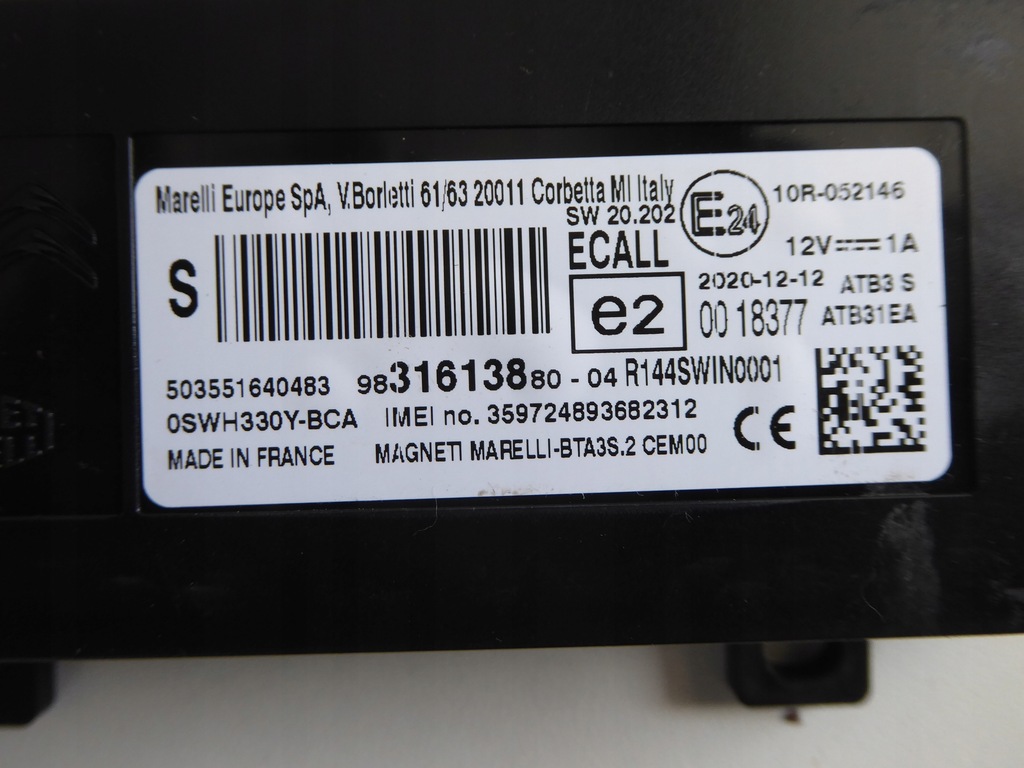 Marelli Europe SpA, V.Borletti 61/63 20011 Corbetta MI Italy
SW 20.202
E24
10R-052146
12V 1A
S
ECALL
e2
2020-12-12 ATB3 S
00 18377 ATB31EA
503551640483 9831613880 - 04 R144SWIN0001
0SWH330Y-BCA IMEI no. 359724893682312
CE
MADE IN FRANCE MAGNETI MARELLI-BTA3S.2 CEM00